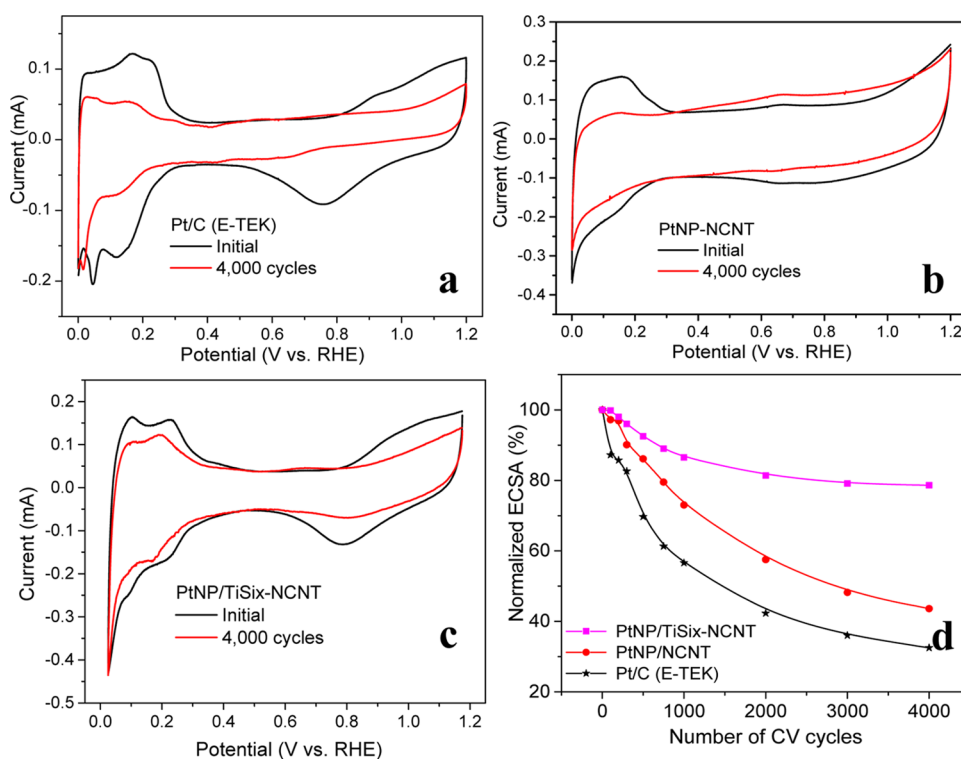 0.1
0.0
-0.1
-0.2
Current (mA)
Pt/C (E-TEK)
Initial
4,000 cycles
a
0.0 0.2 0.4 0.6 0.8 1.0 1.2
Potential (V vs. RHE)
0.3
0.2
0.1
0.0
-0.1
-0.2
-0.3
-0.4
Current (mA)
PtNP-NCNT
Initial
4,000 cycles
b
0.0 0.2 0.4 0.6 0.8 1.0 1.2
Potential (V vs. RHE)
0.2
0.1
0.0
-0.1
-0.2
-0.3
-0.4
-0.5
Current (mA)
PtNP/TiSix-NCNT
Initial
4,000 cycles
c
0.0 0.2 0.4 0.6 0.8 1.0 1.2
Potential (V vs. RHE)
100
80
60
40
20
Normalized ECSA (%)
PtNP/TiSix-NCNT
PtNP/NCNT
Pt/C (E-TEK)
d
0 1000 2000 3000 4000
Number of CV cycles